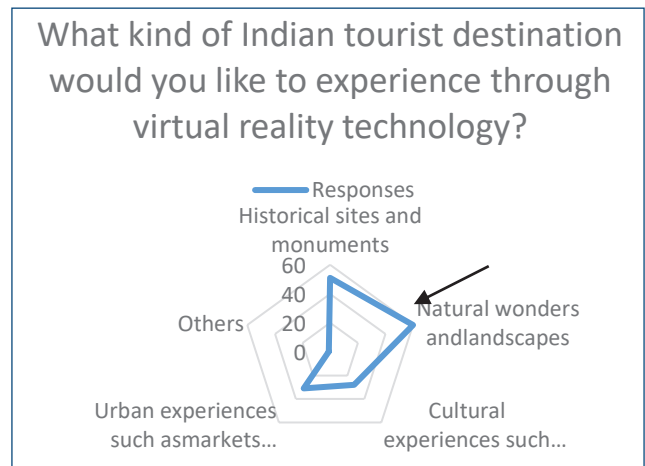 What kind of Indian tourist destination
would you like to experience through
virtual reality technology?
Responses
Historical sites and
monuments
60
40
20
0
Natural wonders
andlandscapes
Others
Urban experiences
such asmarkets...
Cultural
experiences such...